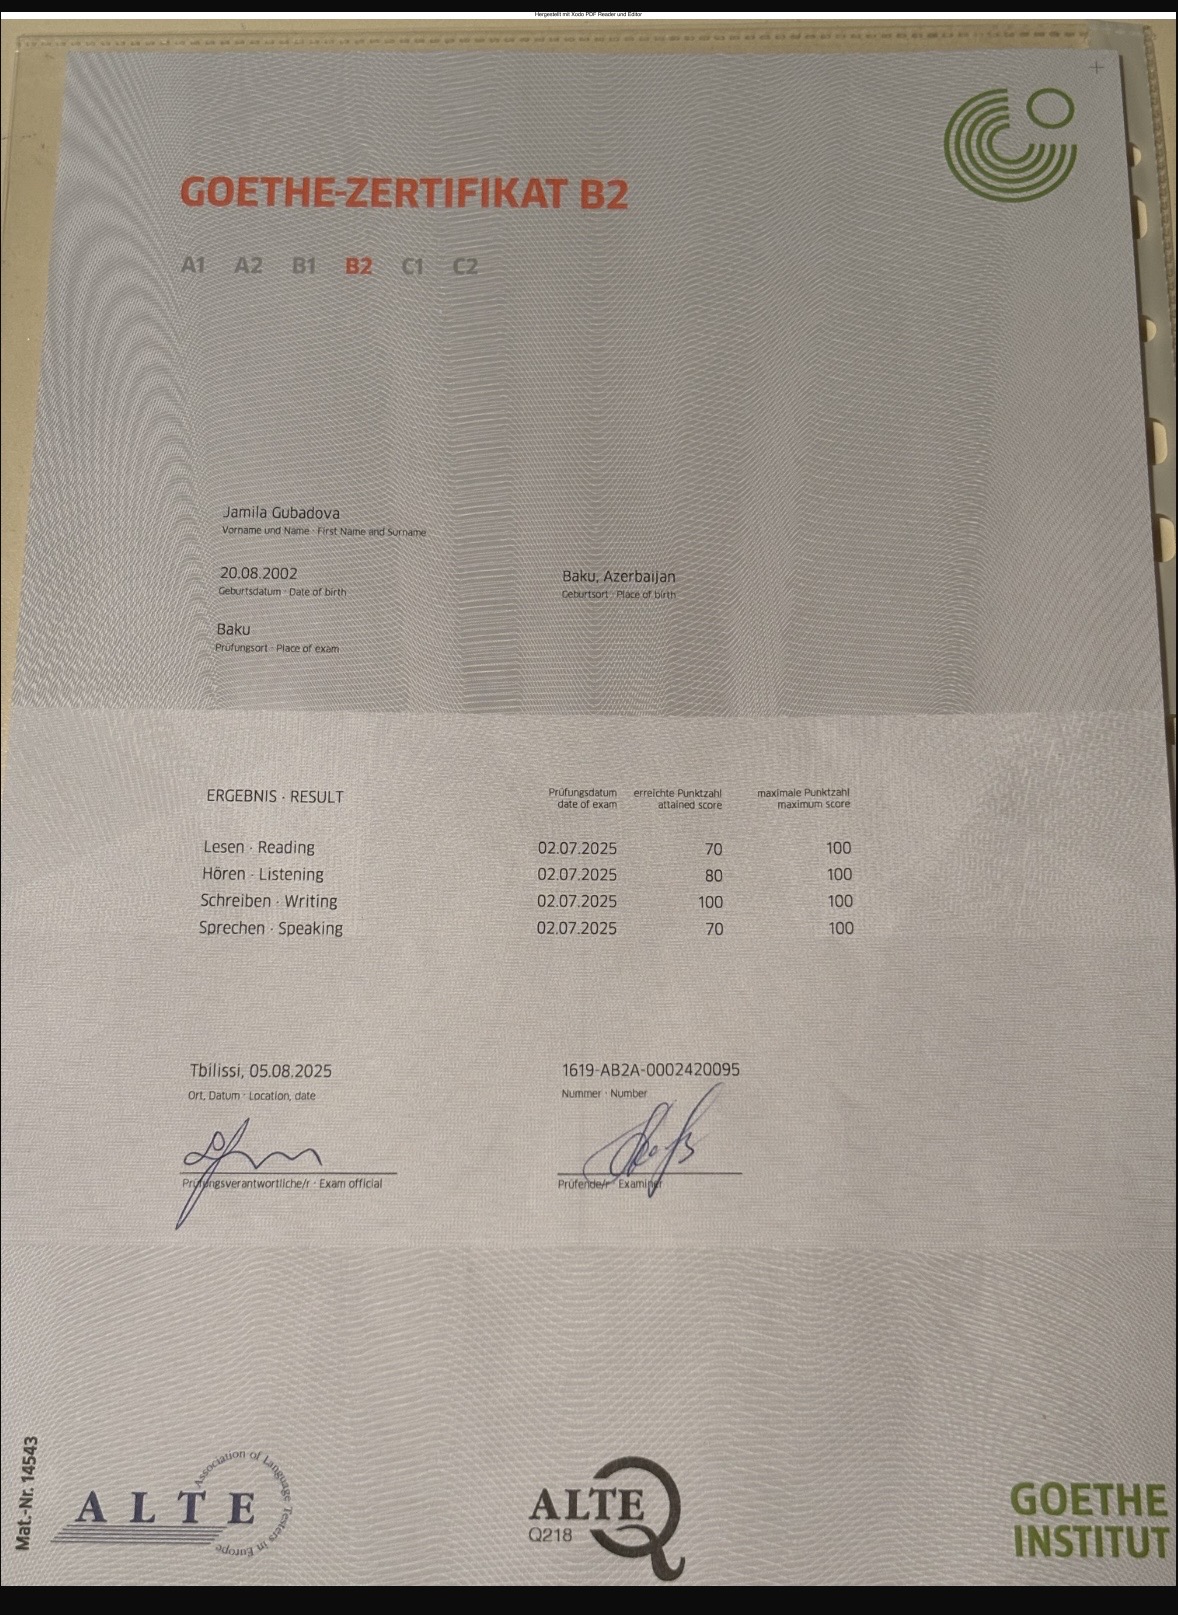 Hergestellt mit Xodo PDF Reader und Editor
GOETHE-ZERTIFIKAT B2
A1 A2 B1 B2 C1 C2
Jamila Gubadova
Vorname und Name · First Name and Surname
20.08.2002
Geburtsdatum · Date of birth
Baku, Azerbaijan
Geburtsort · Place of birth
Baku
Prüfungsort · Place of exam
ERGEBNIS · RESULT
Prüfungsdatum erreichte Punktzahl maximale Punktzahl
date of exam attained score maximum score
Lesen · Reading 02.07.2025 70 100
Hören · Listening 02.07.2025 80 100
Schreiben · Writing 02.07.2025 100 100
Sprechen · Speaking 02.07.2025 70 100
Tbilissi, 05.08.2025
Ort, Datum · Location, date
1619-AB2A-0002420095
Nummer · Number
Prüfungsverantwortliche/r · Exam official
Prüfende/r · Examiner
Mat.-Nr. 14543
ALTE
Association of Language Testers in Europe
ALTE
Q218
GOETHE
INSTITUT